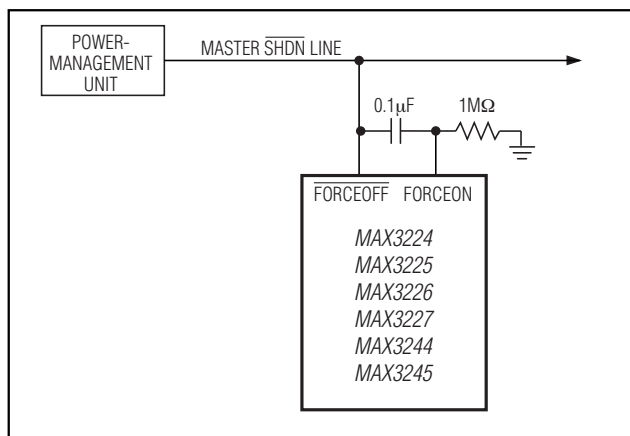 POWER-
MANAGEMENT
UNIT
MASTER SHDN LINE
0.1μF
1MΩ
FORCEOFF FORCEON
MAX3224
MAX3225
MAX3226
MAX3227
MAX3244
MAX3245